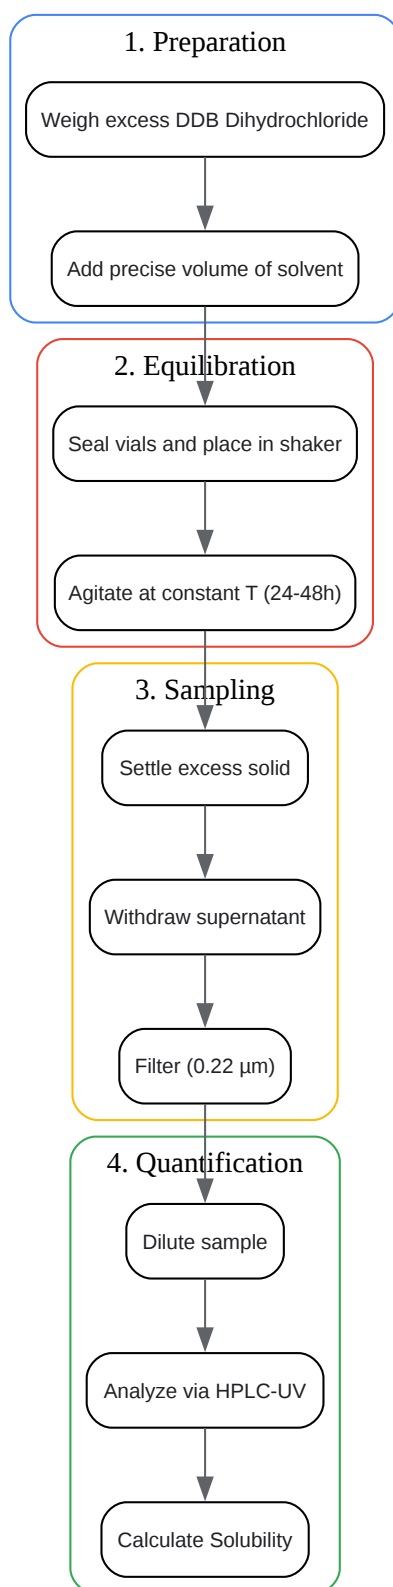 1. Preparation
Weigh excess DDB Dihydrochloride
Add precise volume of solvent
2. Equilibration
Seal vials and place in shaker
Agitate at constant T (24-48h)
3. Sampling
Settle excess solid
Withdraw supernatant
Filter (0.22 µm)
4. Quantification
Dilute sample
Analyze via HPLC-UV
Calculate Solubility